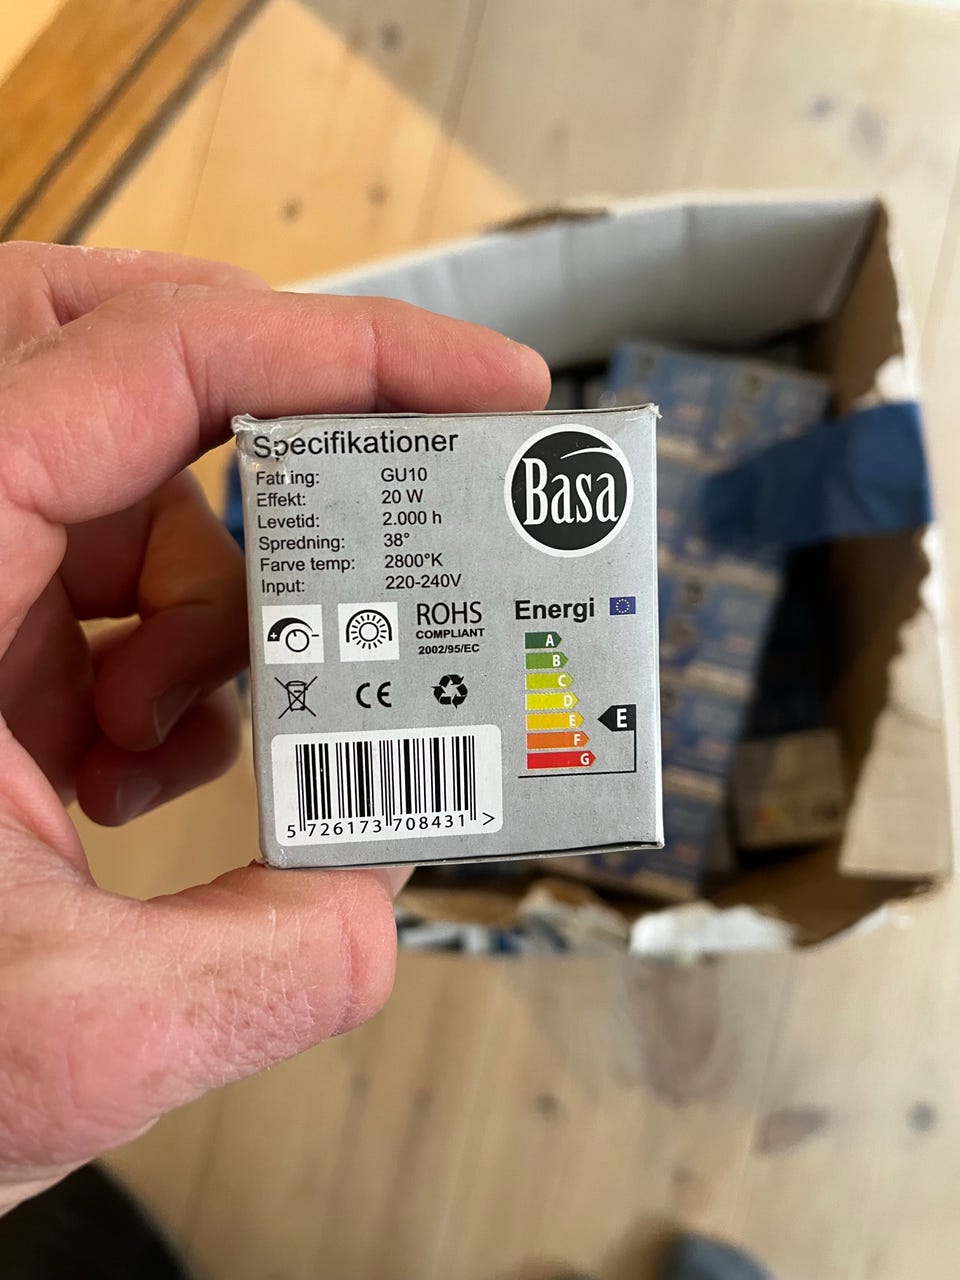 Specifikationer
Fatning: GU10
Effekt: 20 W
Levetid: 2.000 h
Spredning: 38°
Farve temp: 2800°K
Input: 220-240V
Basa
+ -
ROHS
COMPLIANT
2002/95/EC
CE
Energi
A
B
C
D
E
F
G
E
5 726173 708431 >